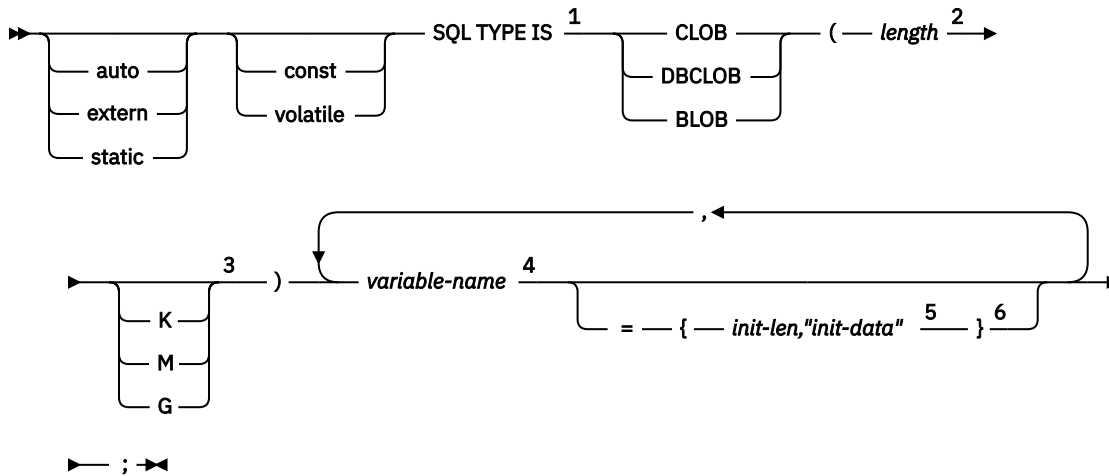 SQL TYPE IS 1 CLOB ( length 2
auto const DBCLOB
extern volatile BLOB
static
,
3 ) variable-name 4
K = { init-len,"init-data" 5 } 6
M
G
;